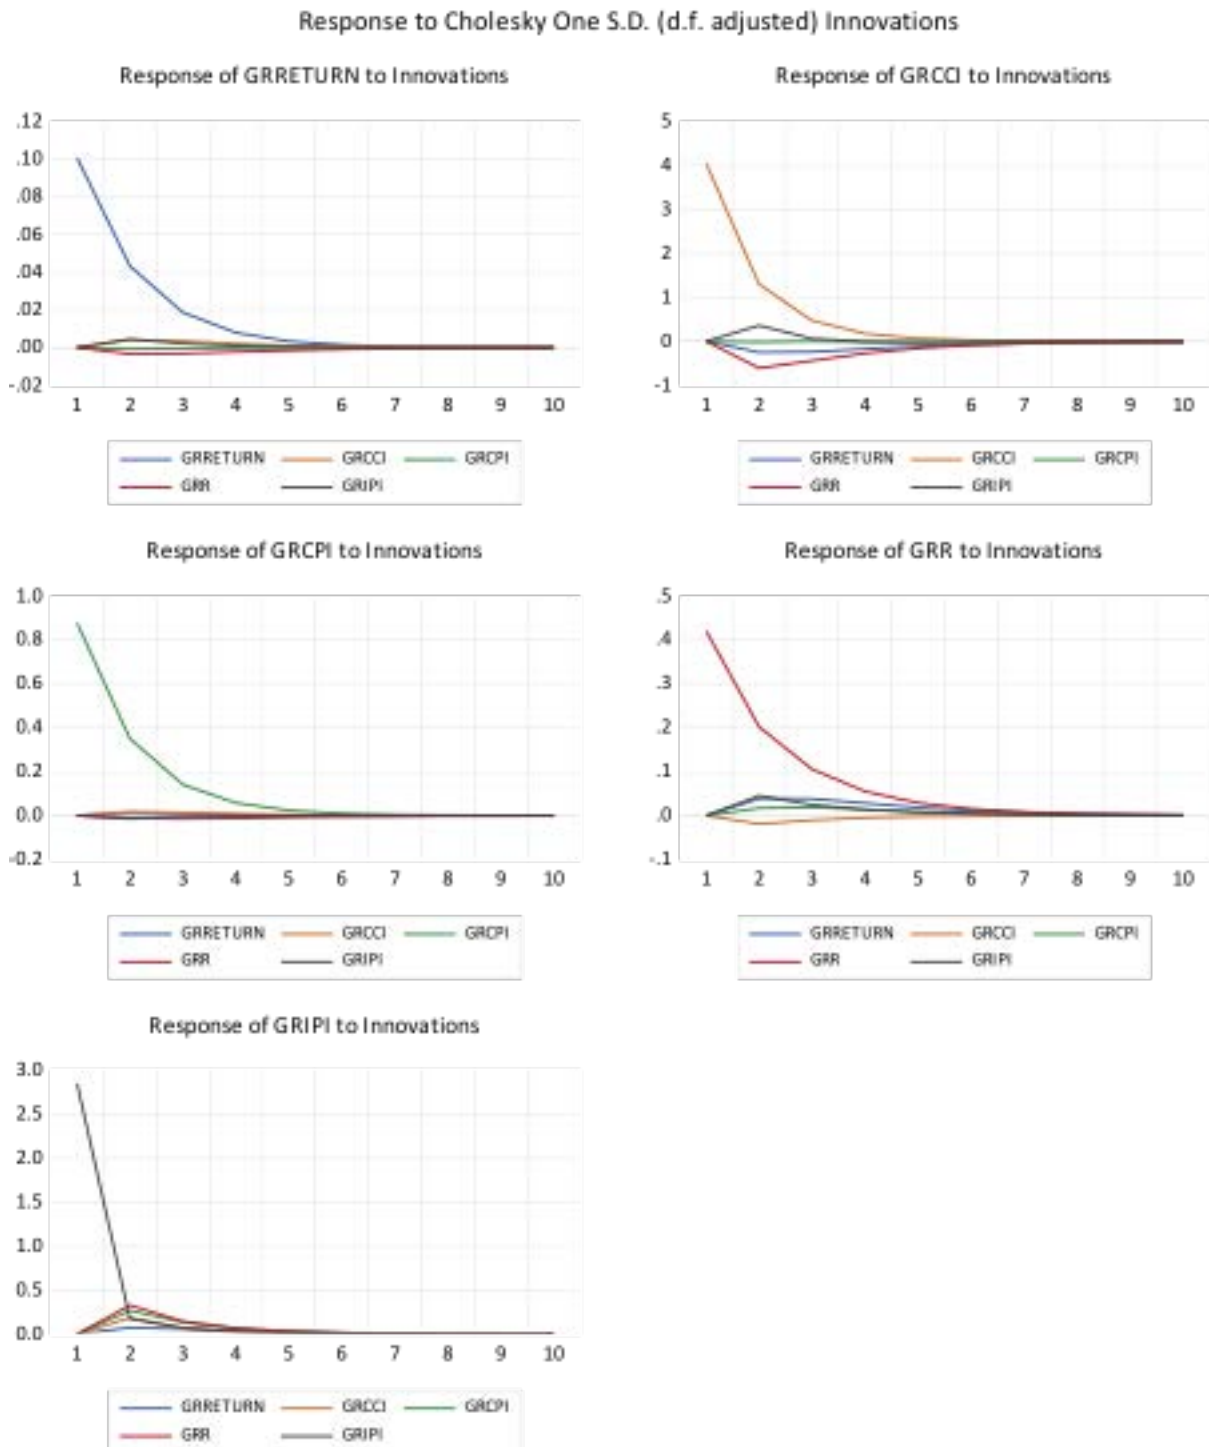 Response to Cholesky One S.D. (d.f. adjusted) Innovations
Response of GRRETURN to Innovations
.12
.10
.08
.06
.04
.02
.00
-.02
1 2 3 4 5 6 7 8 9 10
GRRETURN GRCCI GRCPI
GRR GRIPI
Response of GRCCI to Innovations
5
4
3
2
1
0
-1
1 2 3 4 5 6 7 8 9 10
GRRETURN GRCCI GRCPI
GRR GRIPI
Response of GRCPI to Innovations
1.0
0.8
0.6
0.4
0.2
0.0
-0.2
1 2 3 4 5 6 7 8 9 10
GRRETURN GRCCI GRCPI
GRR GRIPI
Response of GRR to Innovations
.5
.4
.3
.2
.1
.0
-.1
1 2 3 4 5 6 7 8 9 10
GRRETURN GRCCI GRCPI
GRR GRIPI
Response of GRIPI to Innovations
3.0
2.5
2.0
1.5
1.0
0.5
0.0
1 2 3 4 5 6 7 8 9 10
GRRETURN GRCCI GRCPI
GRR GRIPI